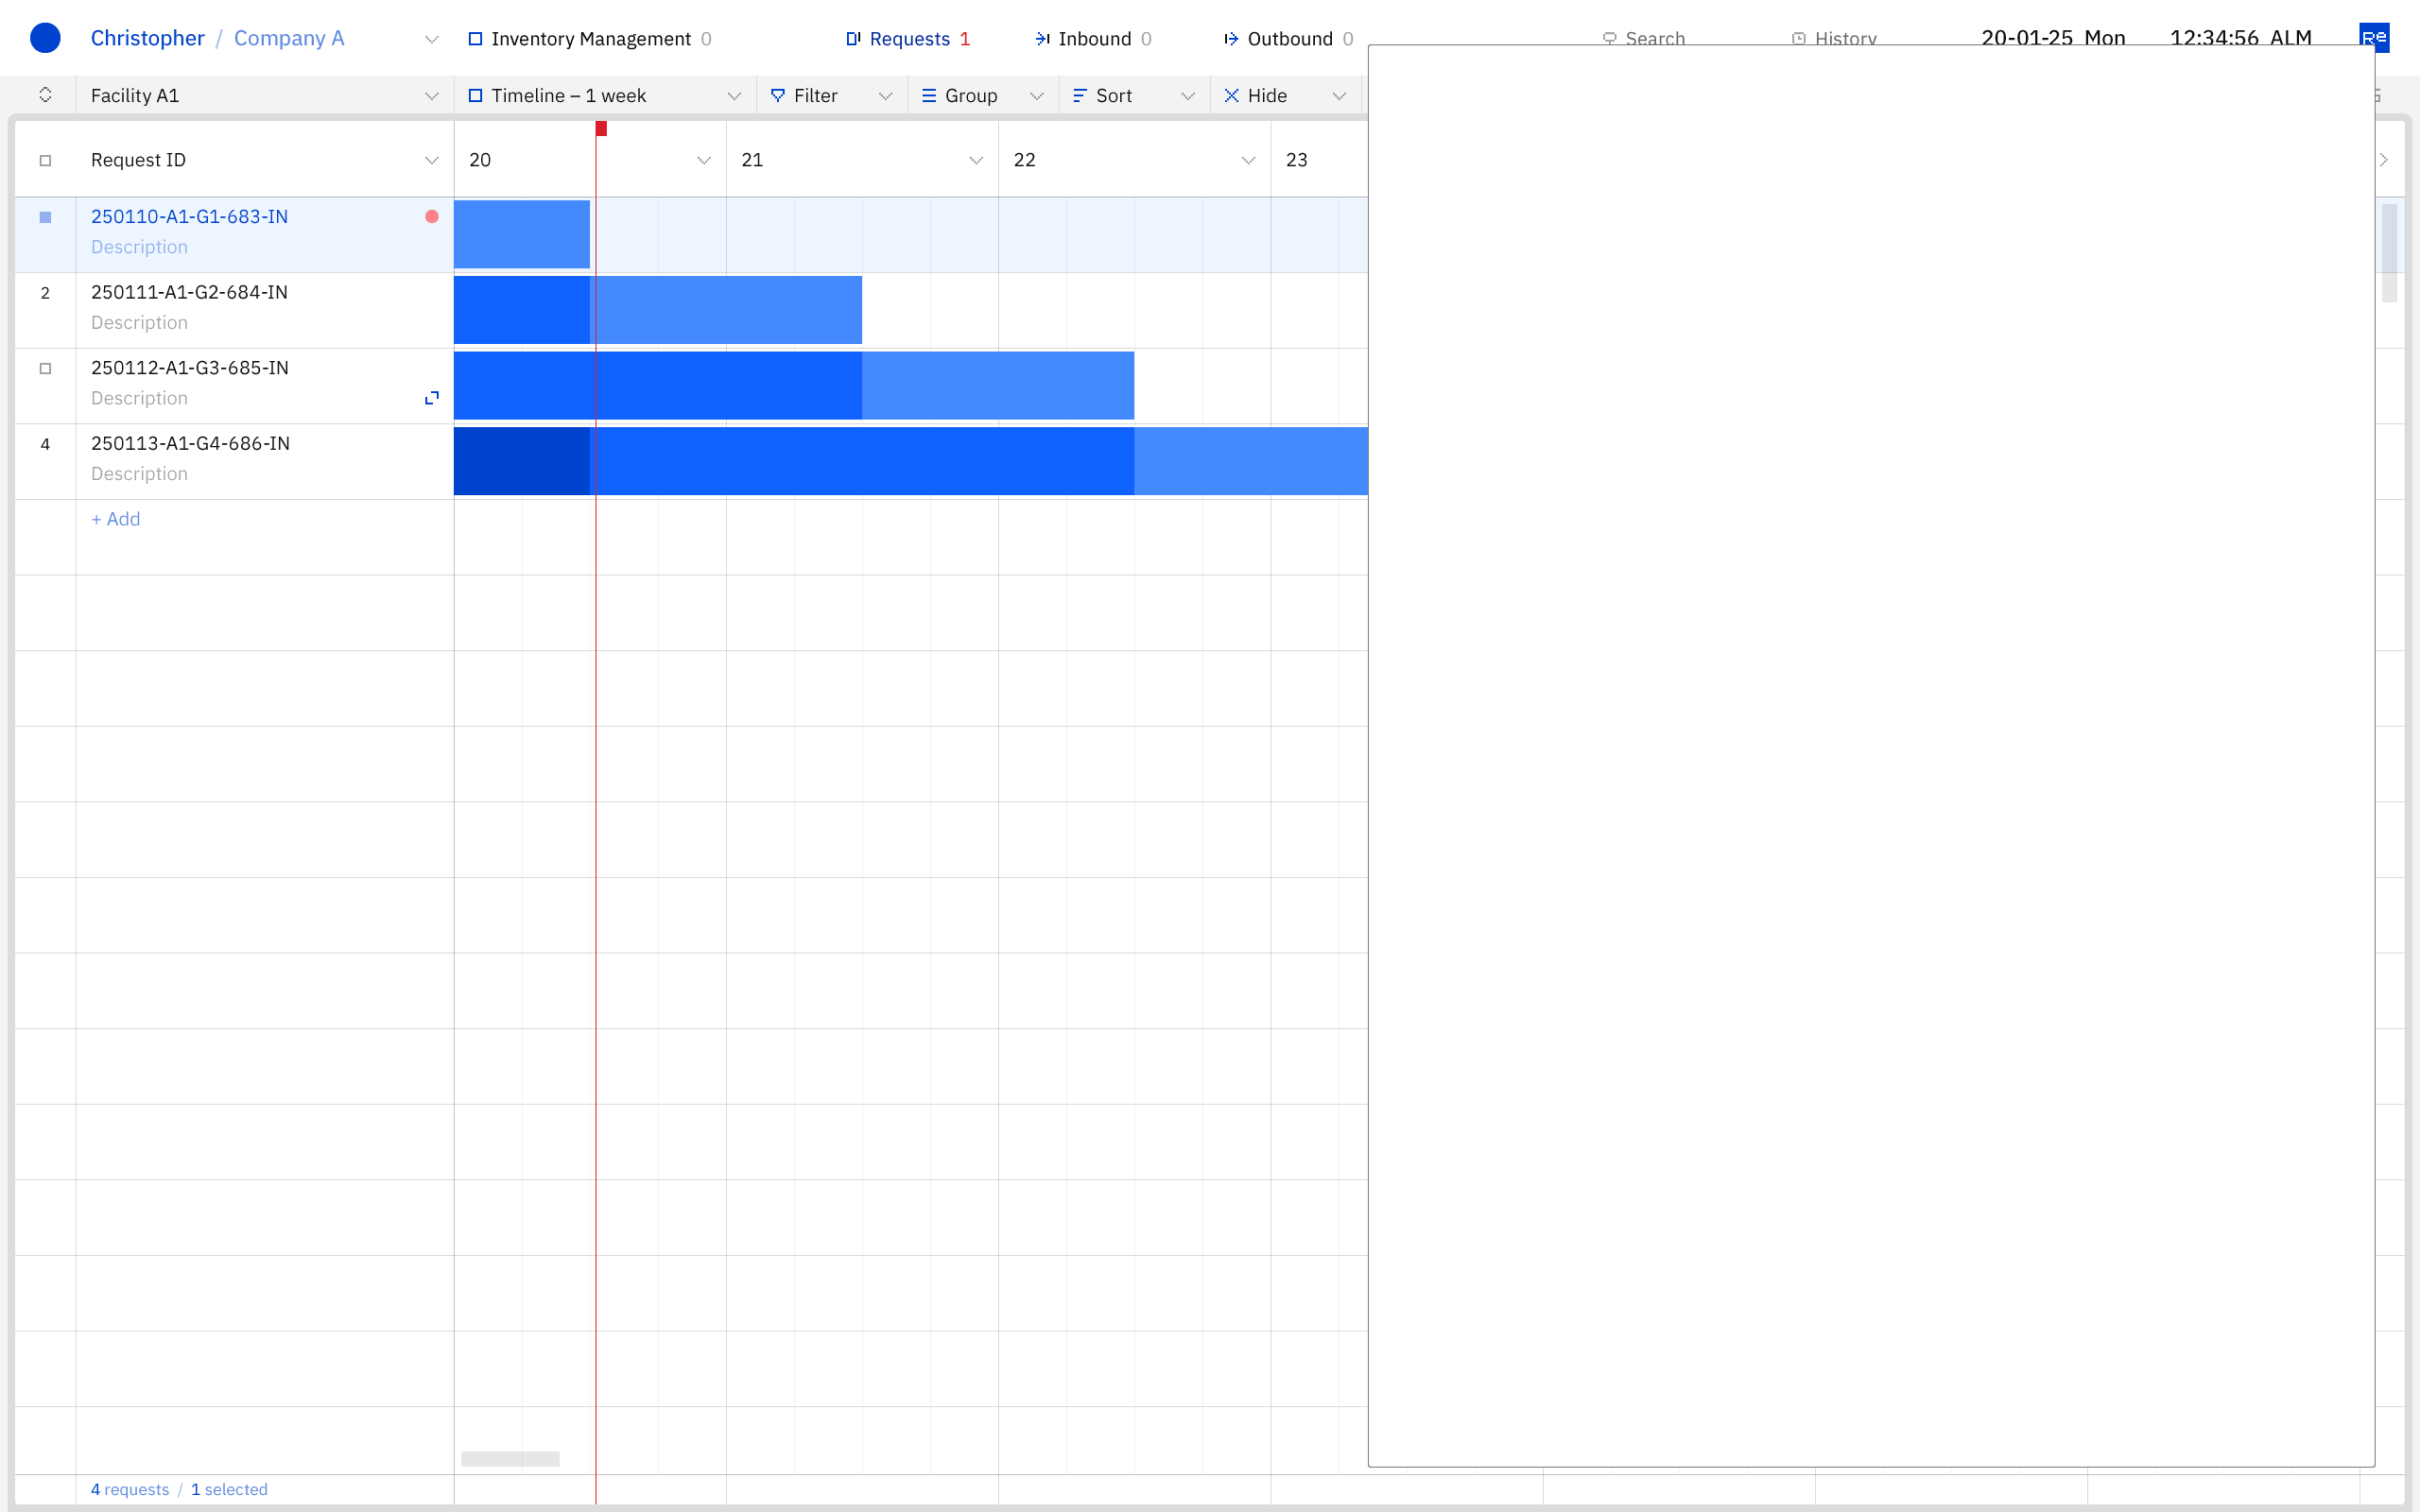 Christopher / Company A
Inventory Management 0
Requests 1
Inbound 0
Outbound 0
Search
History
20-01-25 Mon
12:34:56 ALM
Re
Facility A1
Timeline – 1 week
Filter
Group
Sort
Hide
Request ID
20
21
22
23
250110-A1-G1-683-IN
Description
2
250111-A1-G2-684-IN
Description
250112-A1-G3-685-IN
Description
4
250113-A1-G4-686-IN
Description
+ Add
4 requests / 1 selected